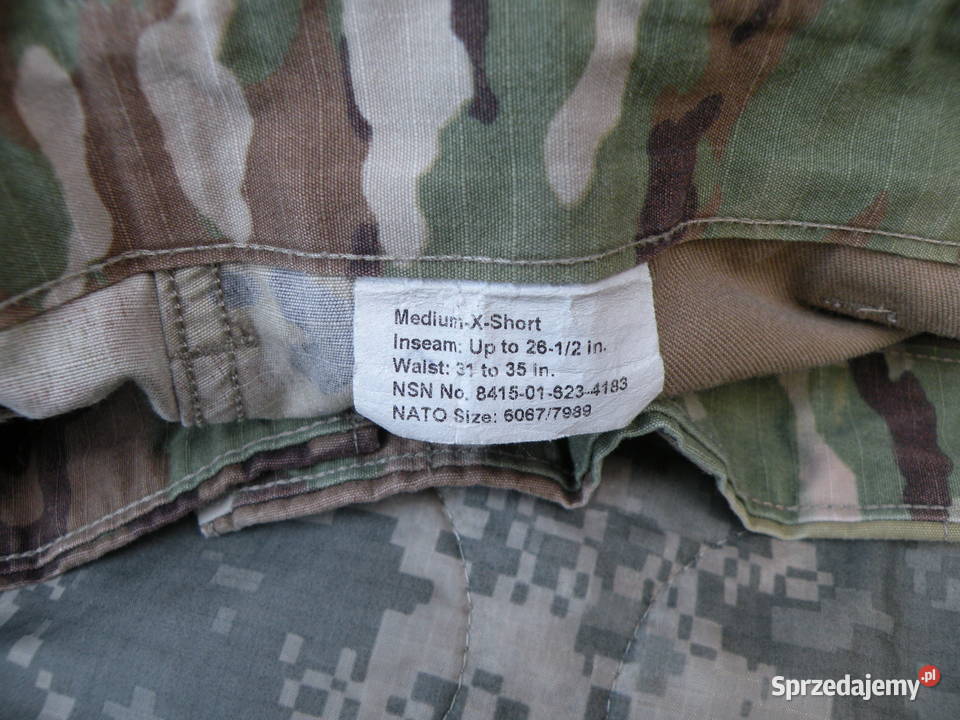 Medium-X-Short
Inseam: Up to 26-1/2 in.
Waist: 31 to 35 in.
NSN No. 8415-01-623-4183
NATO Size: 6067/7989
Sprzedajemy.pl